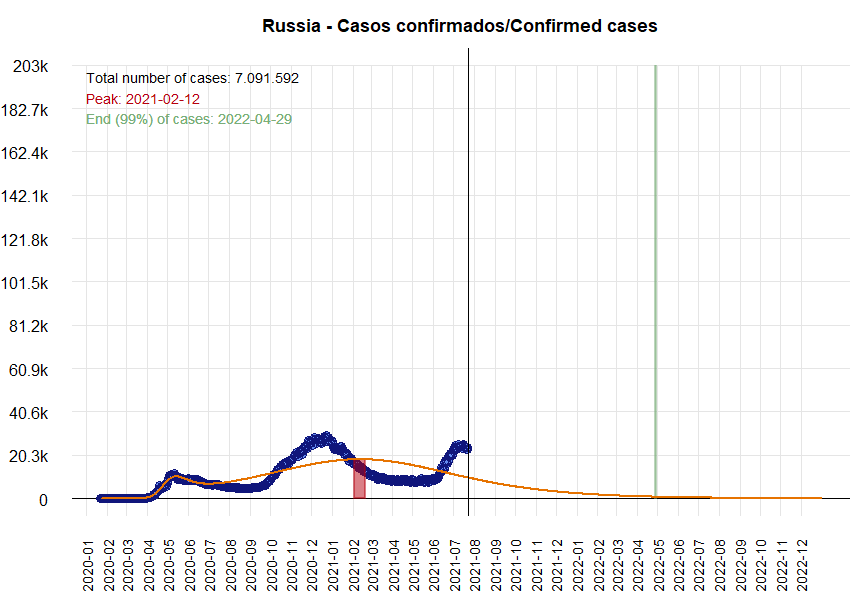 Russia - Casos confirmados/Confirmed cases
203k
182.7k
162.4k
142.1k
121.8k
101.5k
81.2k
60.9k
40.6k
20.3k
0
Total number of cases: 7.091.592
Peak: 2021-02-12
End (99%) of cases: 2022-04-29
2020-01
2020-02
2020-03
2020-04
2020-05
2020-06
2020-07
2020-08
2020-09
2020-10
2020-11
2020-12
2021-01
2021-02
2021-03
2021-04
2021-05
2021-06
2021-07
2021-08
2021-09
2021-10
2021-11
2021-12
2022-01
2022-02
2022-03
2022-04
2022-05
2022-06
2022-07
2022-08
2022-09
2022-10
2022-11
2022-12